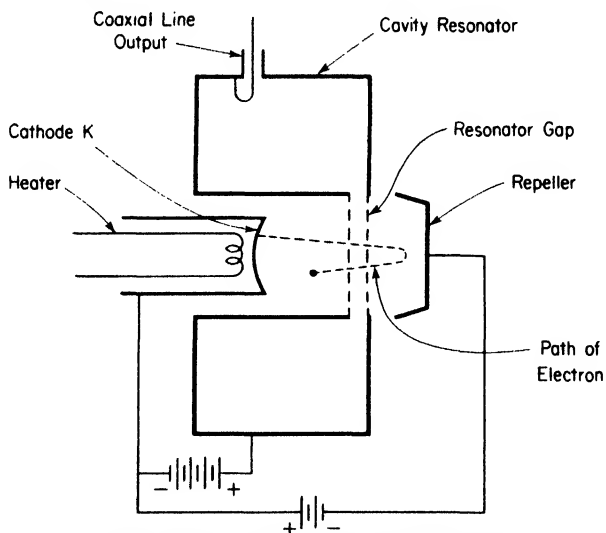 Coaxial Line
Output
Cavity Resonator
Cathode K
Resonator Gap
Heater
Repeller
Path of
Electron
- +
+ -